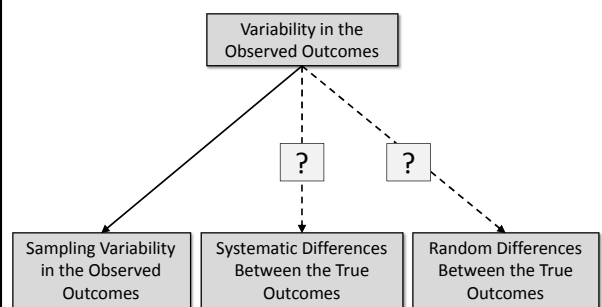 Variability in the
Observed Outcomes
?
?
Sampling Variability
in the Observed
Outcomes
Systematic Differences
Between the True
Outcomes
Random Differences
Between the True
Outcomes